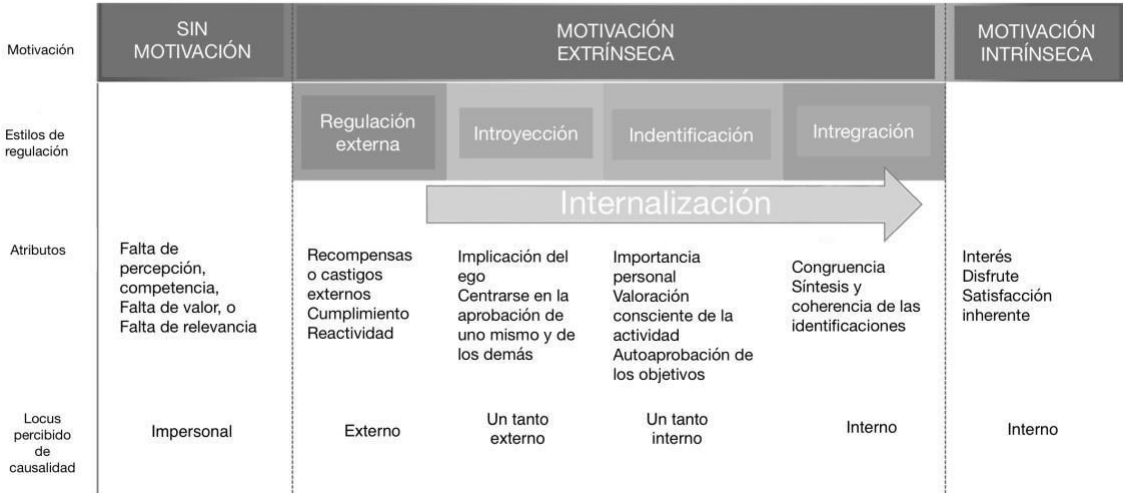 Motivación
SIN
MOTIVACIÓN
MOTIVACIÓN
EXTRÍNSECA
MOTIVACIÓN
INTRÍNSECA
Estilos de
regulación
Regulación
externa
Introyección
Indentificación
Intregración
Internalización
Atributos
Falta de
percepción,
competencia,
Falta de valor, o
Falta de relevancia
Recompensas
o castigos
externos
Cumplimiento
Reactividad
Implicación del
ego
Centrarse en la
aprobación de
uno mismo y de
los demás
Importancia
personal
Valoración
consciente de la
actividad
Autoaprobación de
los objetivos
Congruencia
Síntesis y
coherencia de las
identificaciones
Interés
Disfrute
Satisfacción
inherente
Locus
percibido
de
causalidad
Impersonal
Externo
Un tanto
externo
Un tanto
interno
Interno
Interno